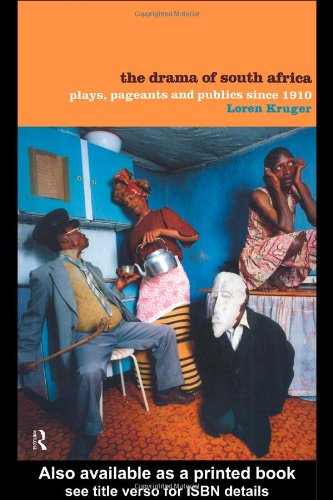 the drama of south africa
plays, pageants and publics since 1910
Loren Kruger
Also available as a printed book
see title verso for ISBN details